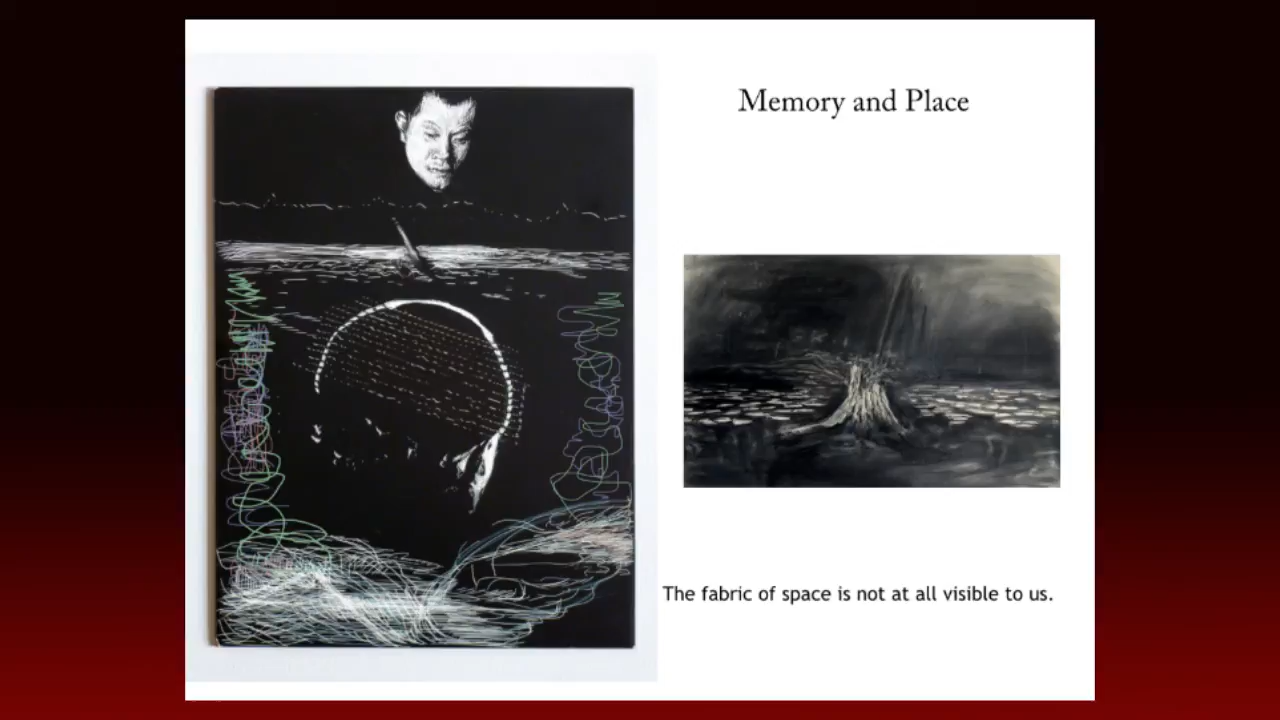 Memory and Place
The fabric of space is not at all visible to us.